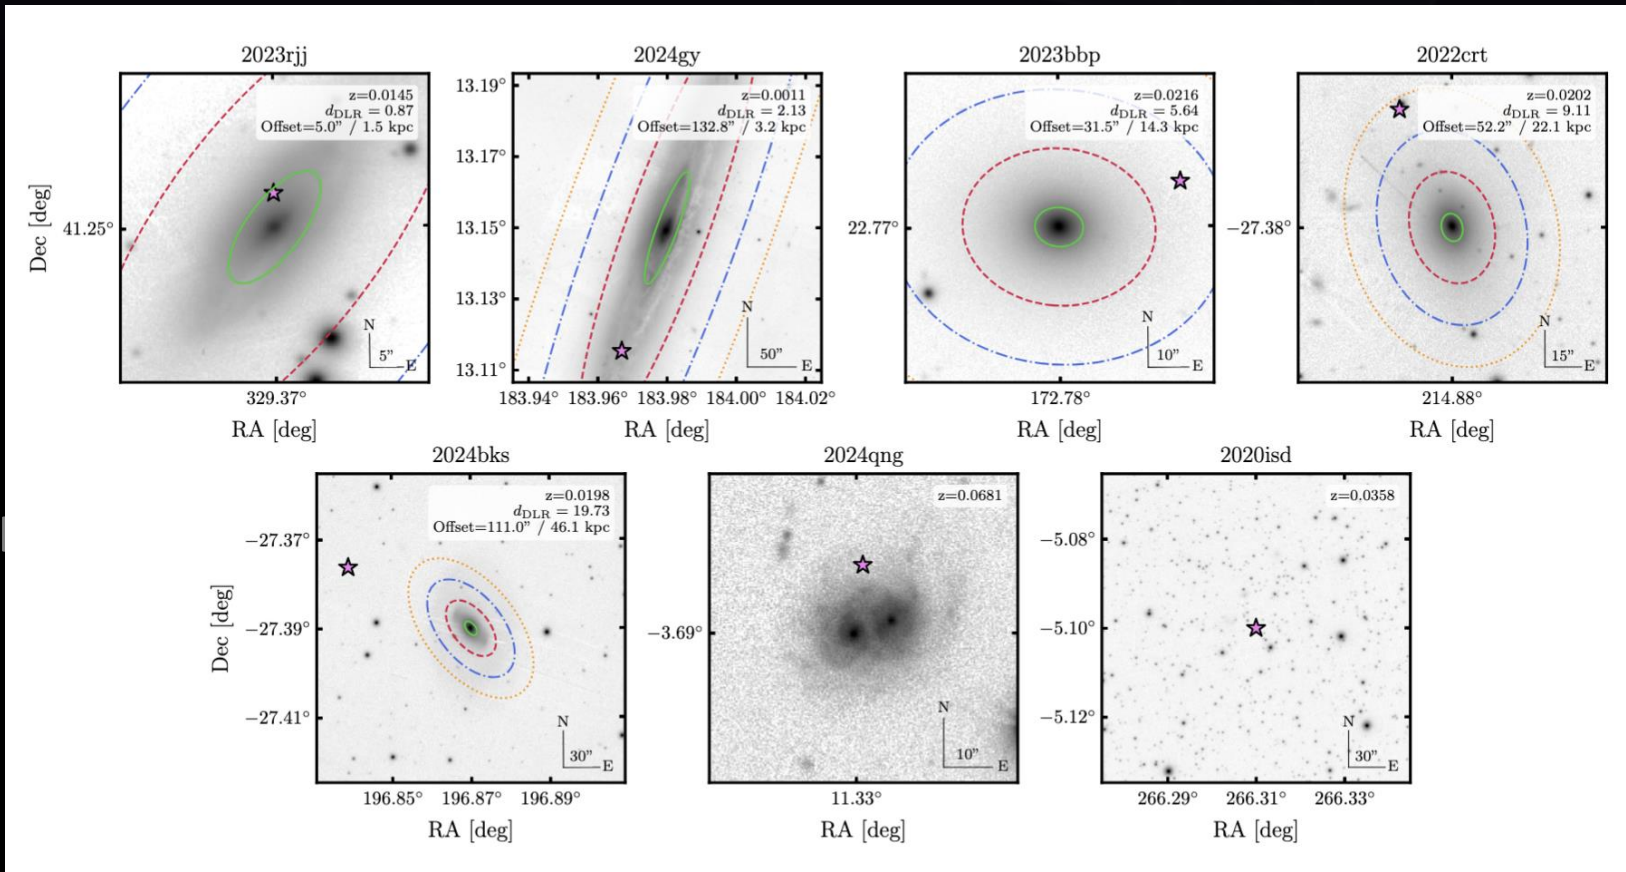 2023rjj
z=0.0145
d_DLR = 0.87
Offset=5.0" / 1.5 kpc
Dec [deg]
41.25°
N
5"
E
329.37°
RA [deg]
2024gy
z=0.0011
d_DLR = 2.13
Offset=132.8" / 3.2 kpc
13.19°
13.17°
13.15°
13.13°
13.11°
N
50"
E
183.94° 183.96° 183.98° 184.00° 184.02°
RA [deg]
2023bbp
z=0.0216
d_DLR = 5.64
Offset=31.5" / 14.3 kpc
22.77°
N
10"
E
172.78°
RA [deg]
2022crt
z=0.0202
d_DLR = 9.11
Offset=52.2" / 22.1 kpc
−27.38°
N
15"
E
214.88°
RA [deg]
2024bks
z=0.0198
d_DLR = 19.73
Offset=111.0" / 46.1 kpc
Dec [deg]
−27.37°
−27.39°
−27.41°
N
30"
E
196.85° 196.87° 196.89°
RA [deg]
2024qng
z=0.0681
−3.69°
N
10"
E
11.33°
RA [deg]
2020isd
z=0.0358
−5.08°
−5.10°
−5.12°
N
30"
E
266.29° 266.31° 266.33°
RA [deg]